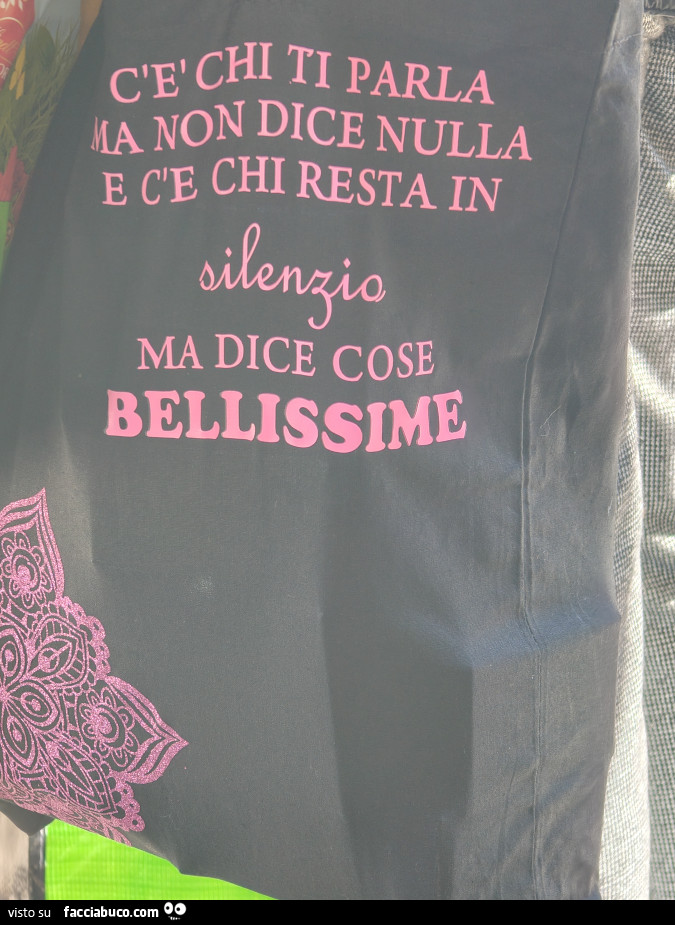 C'E' CHI TI PARLA
MA NON DICE NULLA
E C'E CHI RESTA IN
silenzio
MA DICE COSE
BELLISSIME
visto su facciabuco.com